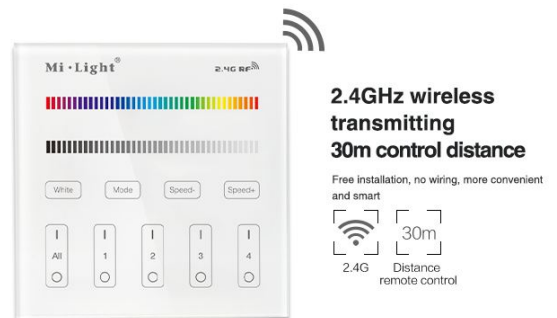 Mi·Light®
2.4G RF
White Mode Speed- Speed+
All 1 2 3 4
2.4GHz wireless
transmitting
30m control distance
Free installation, no wiring, more convenient
and smart
30m
2.4G Distance
remote control